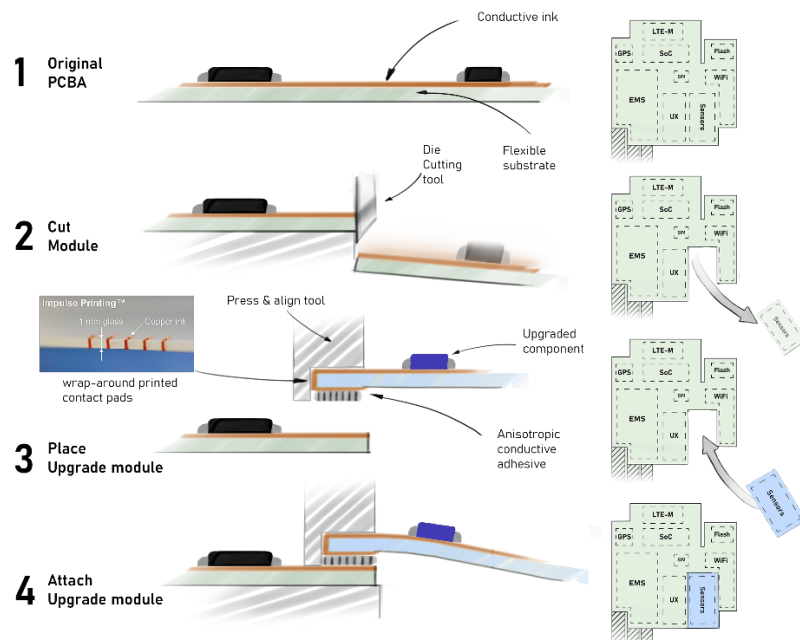 Conductive ink
1 Original
PCBA
Die
Cutting
tool
Flexible
substrate
2 Cut
Module
Impulso Printing™
1 mm glass
Copper ink
wrap-around printed
contact pads
Press & align tool
Upgraded
component
Anisotropic
conductive
adhesive
3 Place
Upgrade module
4 Attach
Upgrade module
LTE-M
GPS
SoC
Flash
WiFi
EMS
UX
Sensors
LTE-M
GPS
SoC
Flash
WiFi
EMS
UX
Sensors
LTE-M
GPS
SoC
Flash
WiFi
EMS
UX
Sensors
LTE-M
GPS
SoC
Flash
WiFi
EMS
UX
Sensors